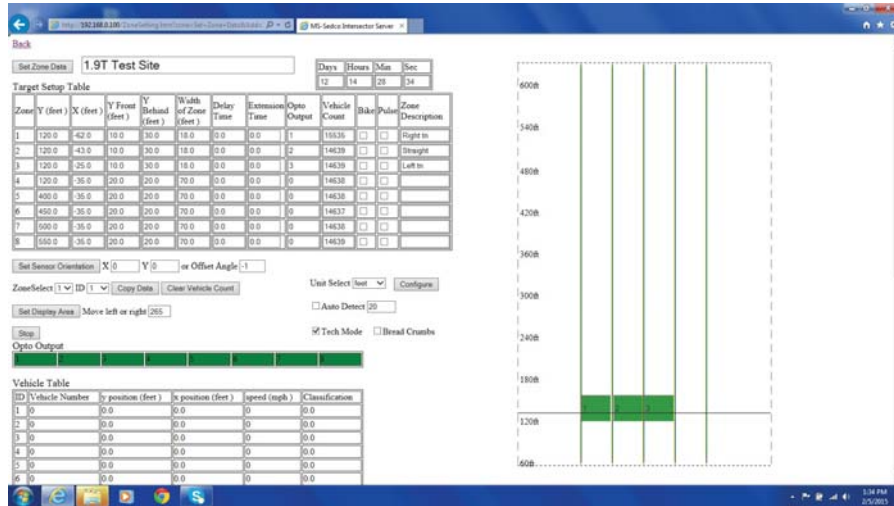 MS-Sedco Intersector Server
Back
Set Zone Data 1.9T Test Site
Days Hours Min Sec
12 14 28 34
Target Setup Table
Zone Y (feet) X (feet) Y Front (feet) Y Behind (feet) Width of Zone (feet) Delay Time Extension Time Opto Output Vehicle Count Bike Pulse Zone Description
1 120.0 -62.0 10.0 30.0 18.0 0.0 0.0 1 15535 Right tn
2 120.0 -43.0 10.0 30.0 18.0 0.0 0.0 2 14639 Straight
3 120.0 -25.0 10.0 30.0 18.0 0.0 0.0 3 14639 Left tn
4 120.0 -35.0 20.0 20.0 70.0 0.0 0.0 0 14638
5 400.0 -35.0 20.0 20.0 70.0 0.0 0.0 0 14638
6 450.0 -35.0 20.0 20.0 70.0 0.0 0.0 0 14637
7 500.0 -35.0 20.0 20.0 70.0 0.0 0.0 0 14638
8 550.0 -35.0 20.0 20.0 70.0 0.0 0.0 0 14639
Set Sensor Orientation X 0 Y 0 or Offset Angle -1
ZoneSelect 1 ID 1 Copy Data Clear Vehicle Count
Unit Select feet Configure
Set Display Area Move left or right 265
Auto Detect 20
Stop
Tech Mode Bread Crumbs
Opto Output
1 2 3 4 5 6 7 8
Vehicle Table
ID Vehicle Number y position (feet) x position (feet) speed (mph) Classification
1 0 0.0 0.0 0 0.0
2 0 0.0 0.0 0 0.0
3 0 0.0 0.0 0 0.0
4 0 0.0 0.0 0 0.0
5 0 0.0 0.0 0 0.0
6 0 0.0 0.0 0 0.0
600ft
540ft
480ft
420ft
360ft
300ft
240ft
180ft
1 2 3
120ft
60ft
1:34 PM
2/5/2015